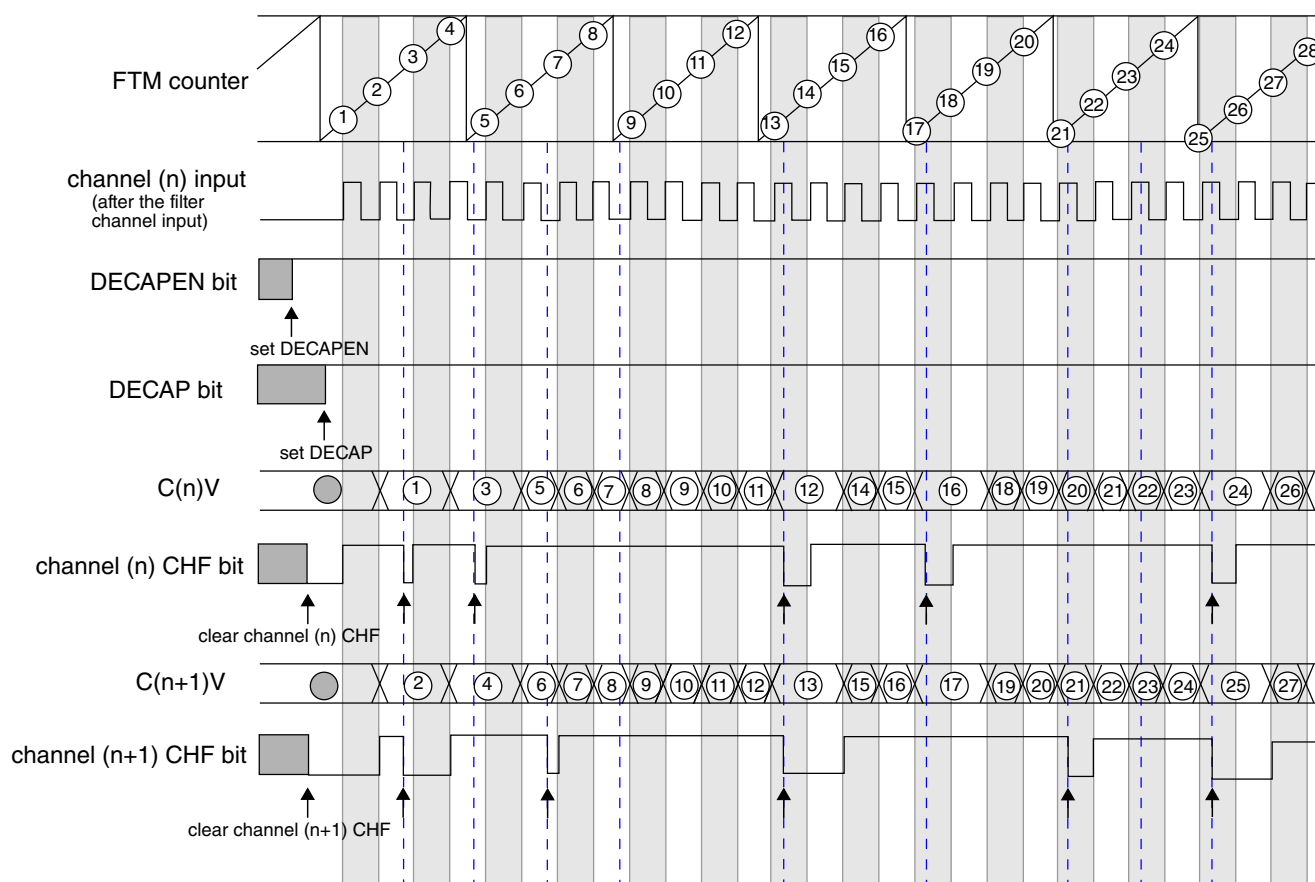 4 8 12 16 20 24 28
3 7 11 15 19 23 27
FTM counter
2 6 10 14 18 22 26
1 5 9 13 17 21 25
channel (n) input
(after the filter
channel input)
DECAPEN bit
set DECAPEN
DECAP bit
set DECAP
C(n)V 1 3 5 6 7 8 9 10 11 12 14 15 16 18 19 20 21 22 23 24 26
channel (n) CHF bit
clear channel (n) CHF
C(n+1)V 2 4 6 7 8 9 10 11 12 13 15 16 17 19 20 21 22 23 24 25 27
channel (n+1) CHF bit
clear channel (n+1) CHF